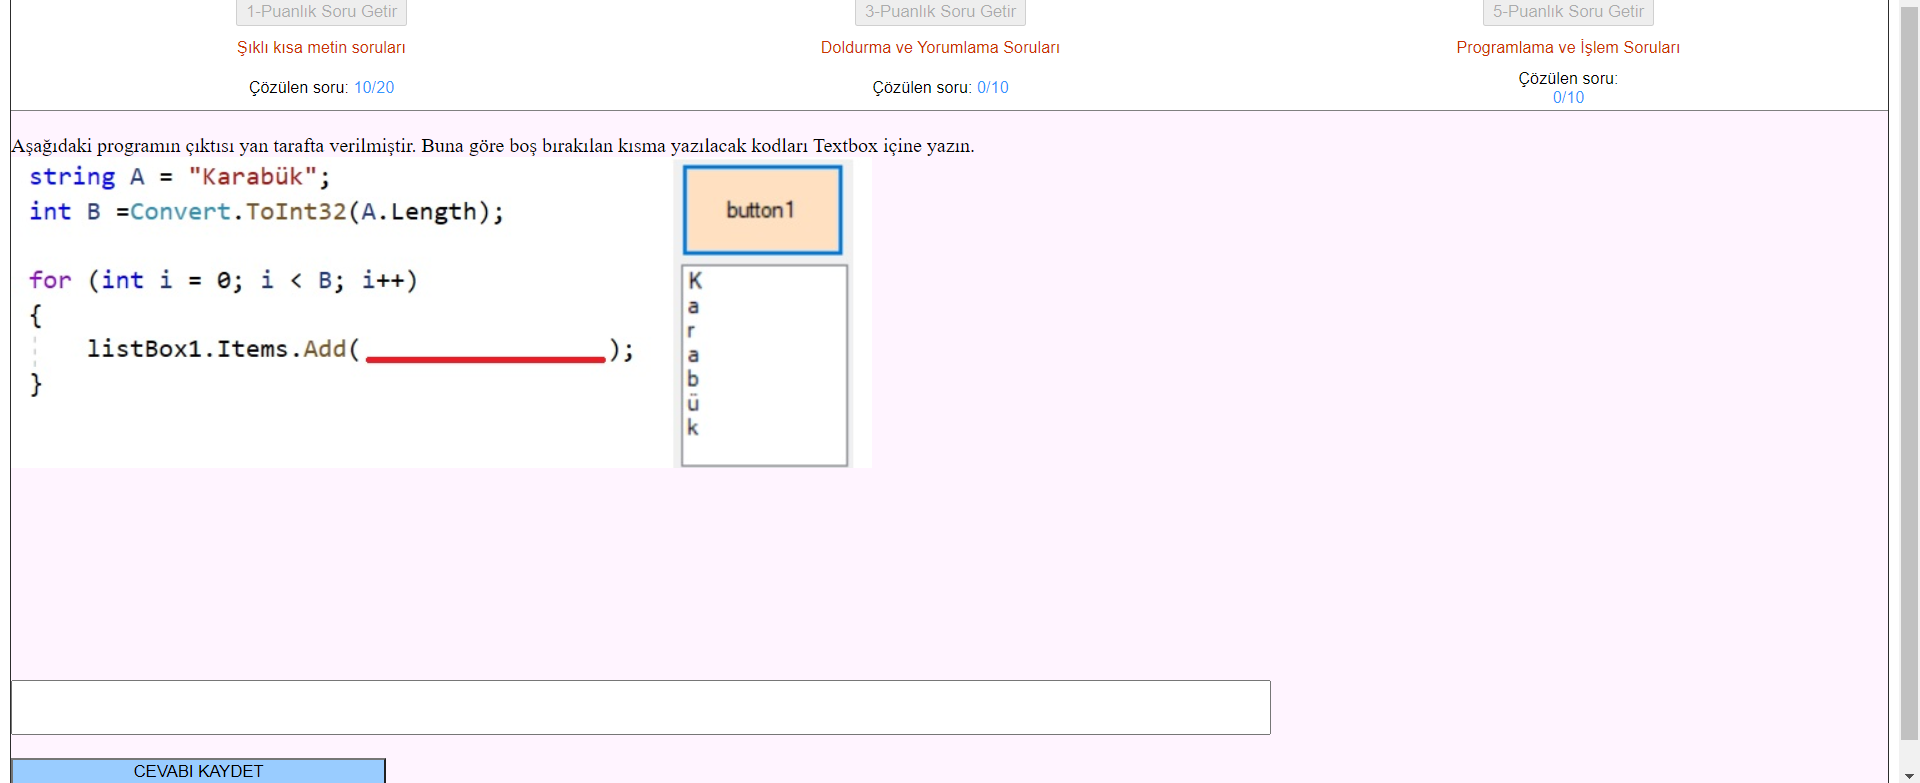 1-Puanlık Soru Getir
3-Puanlık Soru Getir
5-Puanlık Soru Getir
Şıklı kısa metin soruları
Doldurma ve Yorumlama Soruları
Programlama ve İşlem Soruları
Çözülen soru: 10/20
Çözülen soru: 0/10
Çözülen soru:
0/10
Aşağıdaki programın çıktısı yan tarafta verilmiştir. Buna göre boş bırakılan kısma yazılacak kodları Textbox içine yazın.
string A = "Karabük";
int B =Convert.ToInt32(A.Length);
for (int i = 0; i < B; i++)
{
listBox1.Items.Add( );
}
button1
K
a
r
a
b
ü
k
CEVABI KAYDET